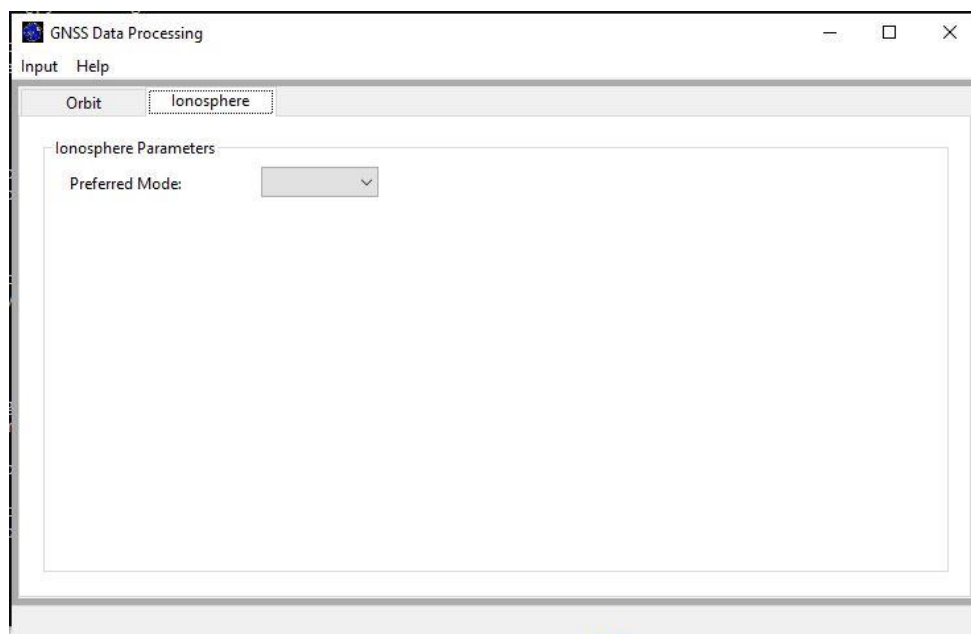 GNSS Data Processing
Input Help
Orbit Ionosphere
Ionosphere Parameters
Preferred Mode: